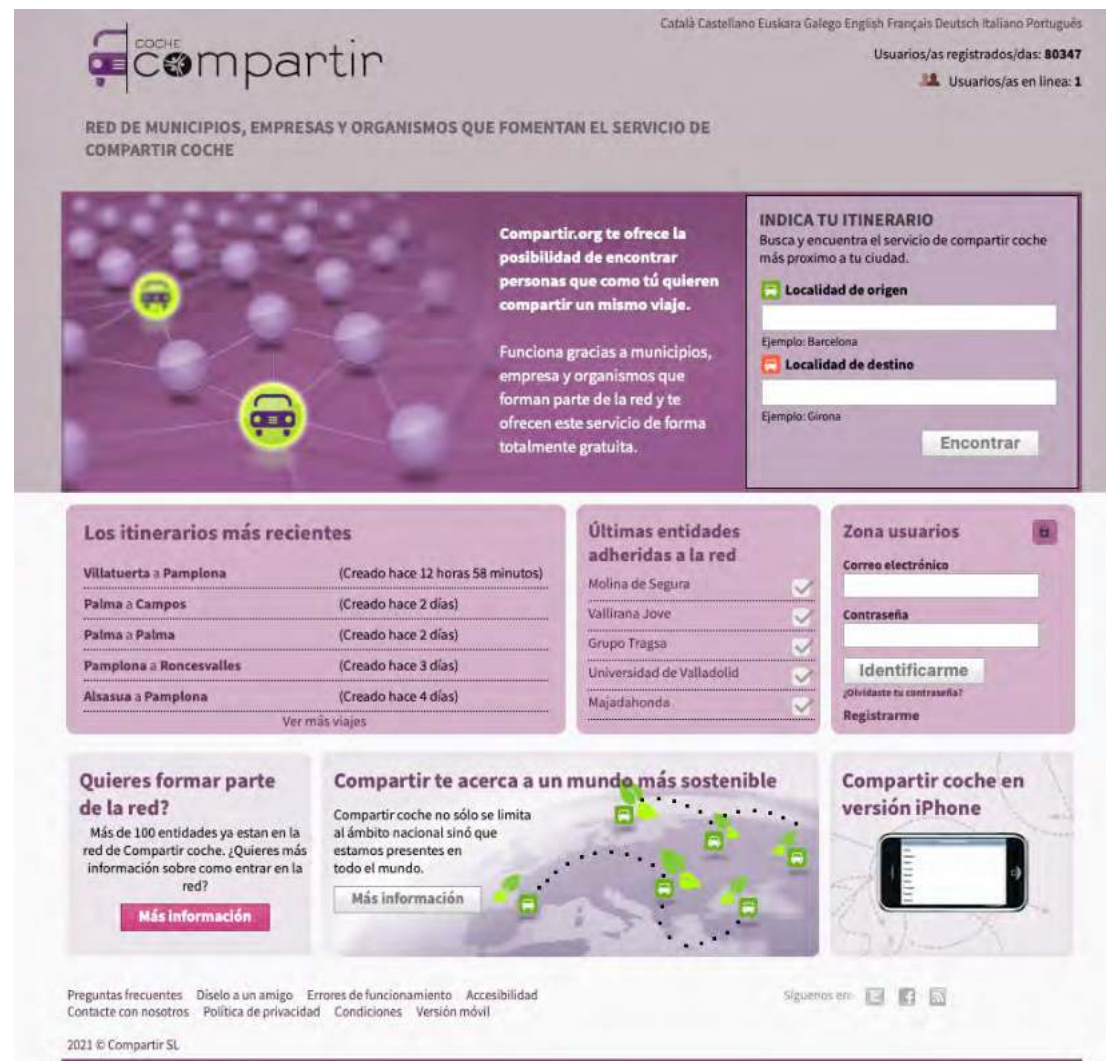 Català Castellano Euskara Galego English Français Deutsch Italiano Português
COCHE
compartir
Usuarios/as registrados/das: 80347
Usuarios/as en linea: 1
RED DE MUNICIPIOS, EMPRESAS Y ORGANISMOS QUE FOMENTAN EL SERVICIO DE
COMPARTIR COCHE
Compartir.org te ofrece la
posibilidad de encontrar
personas que como tú quieren
compartir un mismo viaje.
Funciona gracias a municipios,
empresa y organismos que
forman parte de la red y te
ofrecen este servicio de forma
totalmente gratuita.
INDICA TU ITINERARIO
Busca y encuentra el servicio de compartir coche
más proximo a tu ciudad.
Localidad de origen
Ejemplo: Barcelona
Localidad de destino
Ejemplo: Girona
Encontrar
Los itinerarios más recientes
Villatuerta a Pamplona (Creado hace 12 horas 58 minutos)
Palma a Campos (Creado hace 2 días)
Palma a Palma (Creado hace 2 días)
Pamplona a Roncesvalles (Creado hace 3 días)
Alsasua a Pamplona (Creado hace 4 días)
Ver más viajes
Últimas entidades
adheridas a la red
Molina de Segura
Vallirana Jove
Grupo Tragsa
Universidad de Valladolid
Majadahonda
Zona usuarios
Correo electrónico
Contraseña
Identificarme
¿Olvidaste tu contraseña?
Registrarme
Quieres formar parte
de la red?
Más de 100 entidades ya estan en la
red de Compartir coche. ¿Quieres más
información sobre como entrar en la
red?
Más información
Compartir te acerca a un mundo más sostenible
Compartir coche no sólo se limita
al ámbito nacional sinó que
estamos presentes en
todo el mundo.
Más información
Compartir coche en
versión iPhone
Preguntas frecuentes Díselo a un amigo Errores de funcionamiento Accesibilidad
Contacte con nosotros Política de privacidad Condiciones Versión móvil
Síguenos en:
2021 © Compartir SL